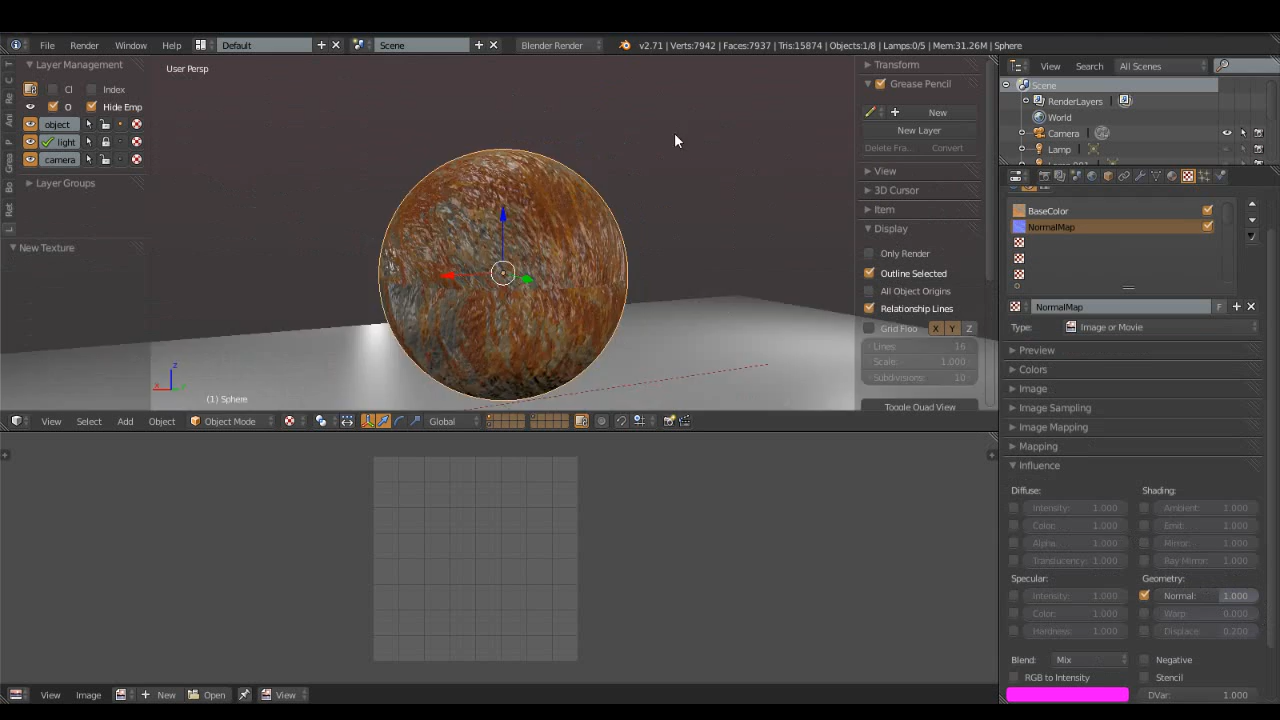 File Render Window Help Default Scene Blender Render v2.71 | Verts:7942 | Faces:7937 | Tris:15874 | Objects:1/8 | Lamps:0/5 | Mem:31.26M | Sphere
Layer Management
Cl Index
O Hide Emp
object
light
camera
Layer Groups
New Texture
User Persp
(1) Sphere
Transform
Grease Pencil
New
New Layer
Delete Fra... Convert
View
3D Cursor
Item
Display
Only Render
Outline Selected
All Object Origins
Relationship Lines
Grid Floo X Y Z
Lines: 16
Scale: 1.000
Subdivisions: 10
Toggle Quad View
View Select Add Object Object Mode Global
View Image New Open View
View Search All Scenes
Scene
RenderLayers
World
Camera
Lamp
BaseColor
NormalMap
NormalMap F
Type: Image or Movie
Preview
Colors
Image
Image Sampling
Image Mapping
Mapping
Influence
Diffuse: Shading:
Intensity: 1.000 Ambient: 1.000
Color: 1.000 Emit: 1.000
Alpha: 1.000 Mirror: 1.000
Translucency: 1.000 Ray Mirror: 1.000
Specular: Geometry:
Intensity: 1.000 Normal: 1.000
Color: 1.000 Warp: 0.000
Hardness: 1.000 Displace: 0.200
Blend: Mix Negative
RGB to Intensity Stencil
DVar: 1.000